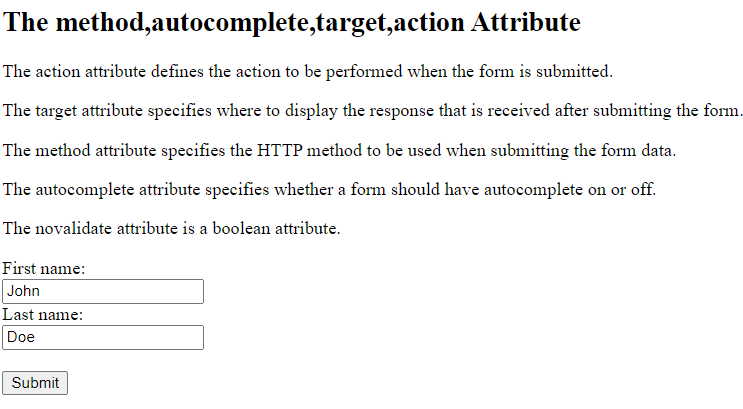 The method,autocomplete,target,action Attribute
The action attribute defines the action to be performed when the form is submitted.
The target attribute specifies where to display the response that is received after submitting the form.
The method attribute specifies the HTTP method to be used when submitting the form data.
The autocomplete attribute specifies whether a form should have autocomplete on or off.
The novalidate attribute is a boolean attribute.
First name:
John
Last name:
Doe
Submit